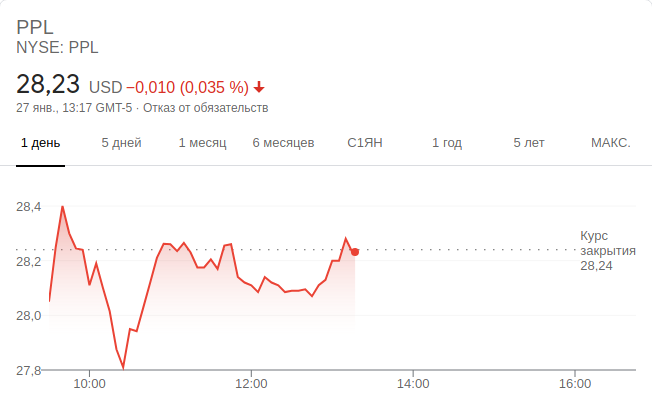 PPL
NYSE: PPL
28,23 USD −0,010 (0,035 %)
27 янв., 13:17 GMT-5 · Отказ от обязательств
1 день 5 дней 1 месяц 6 месяцев С1ЯН 1 год 5 лет МАКС.
28,4
Курс
закрытия
28,24
28,2
28,0
27,8
10:00 12:00 14:00 16:00